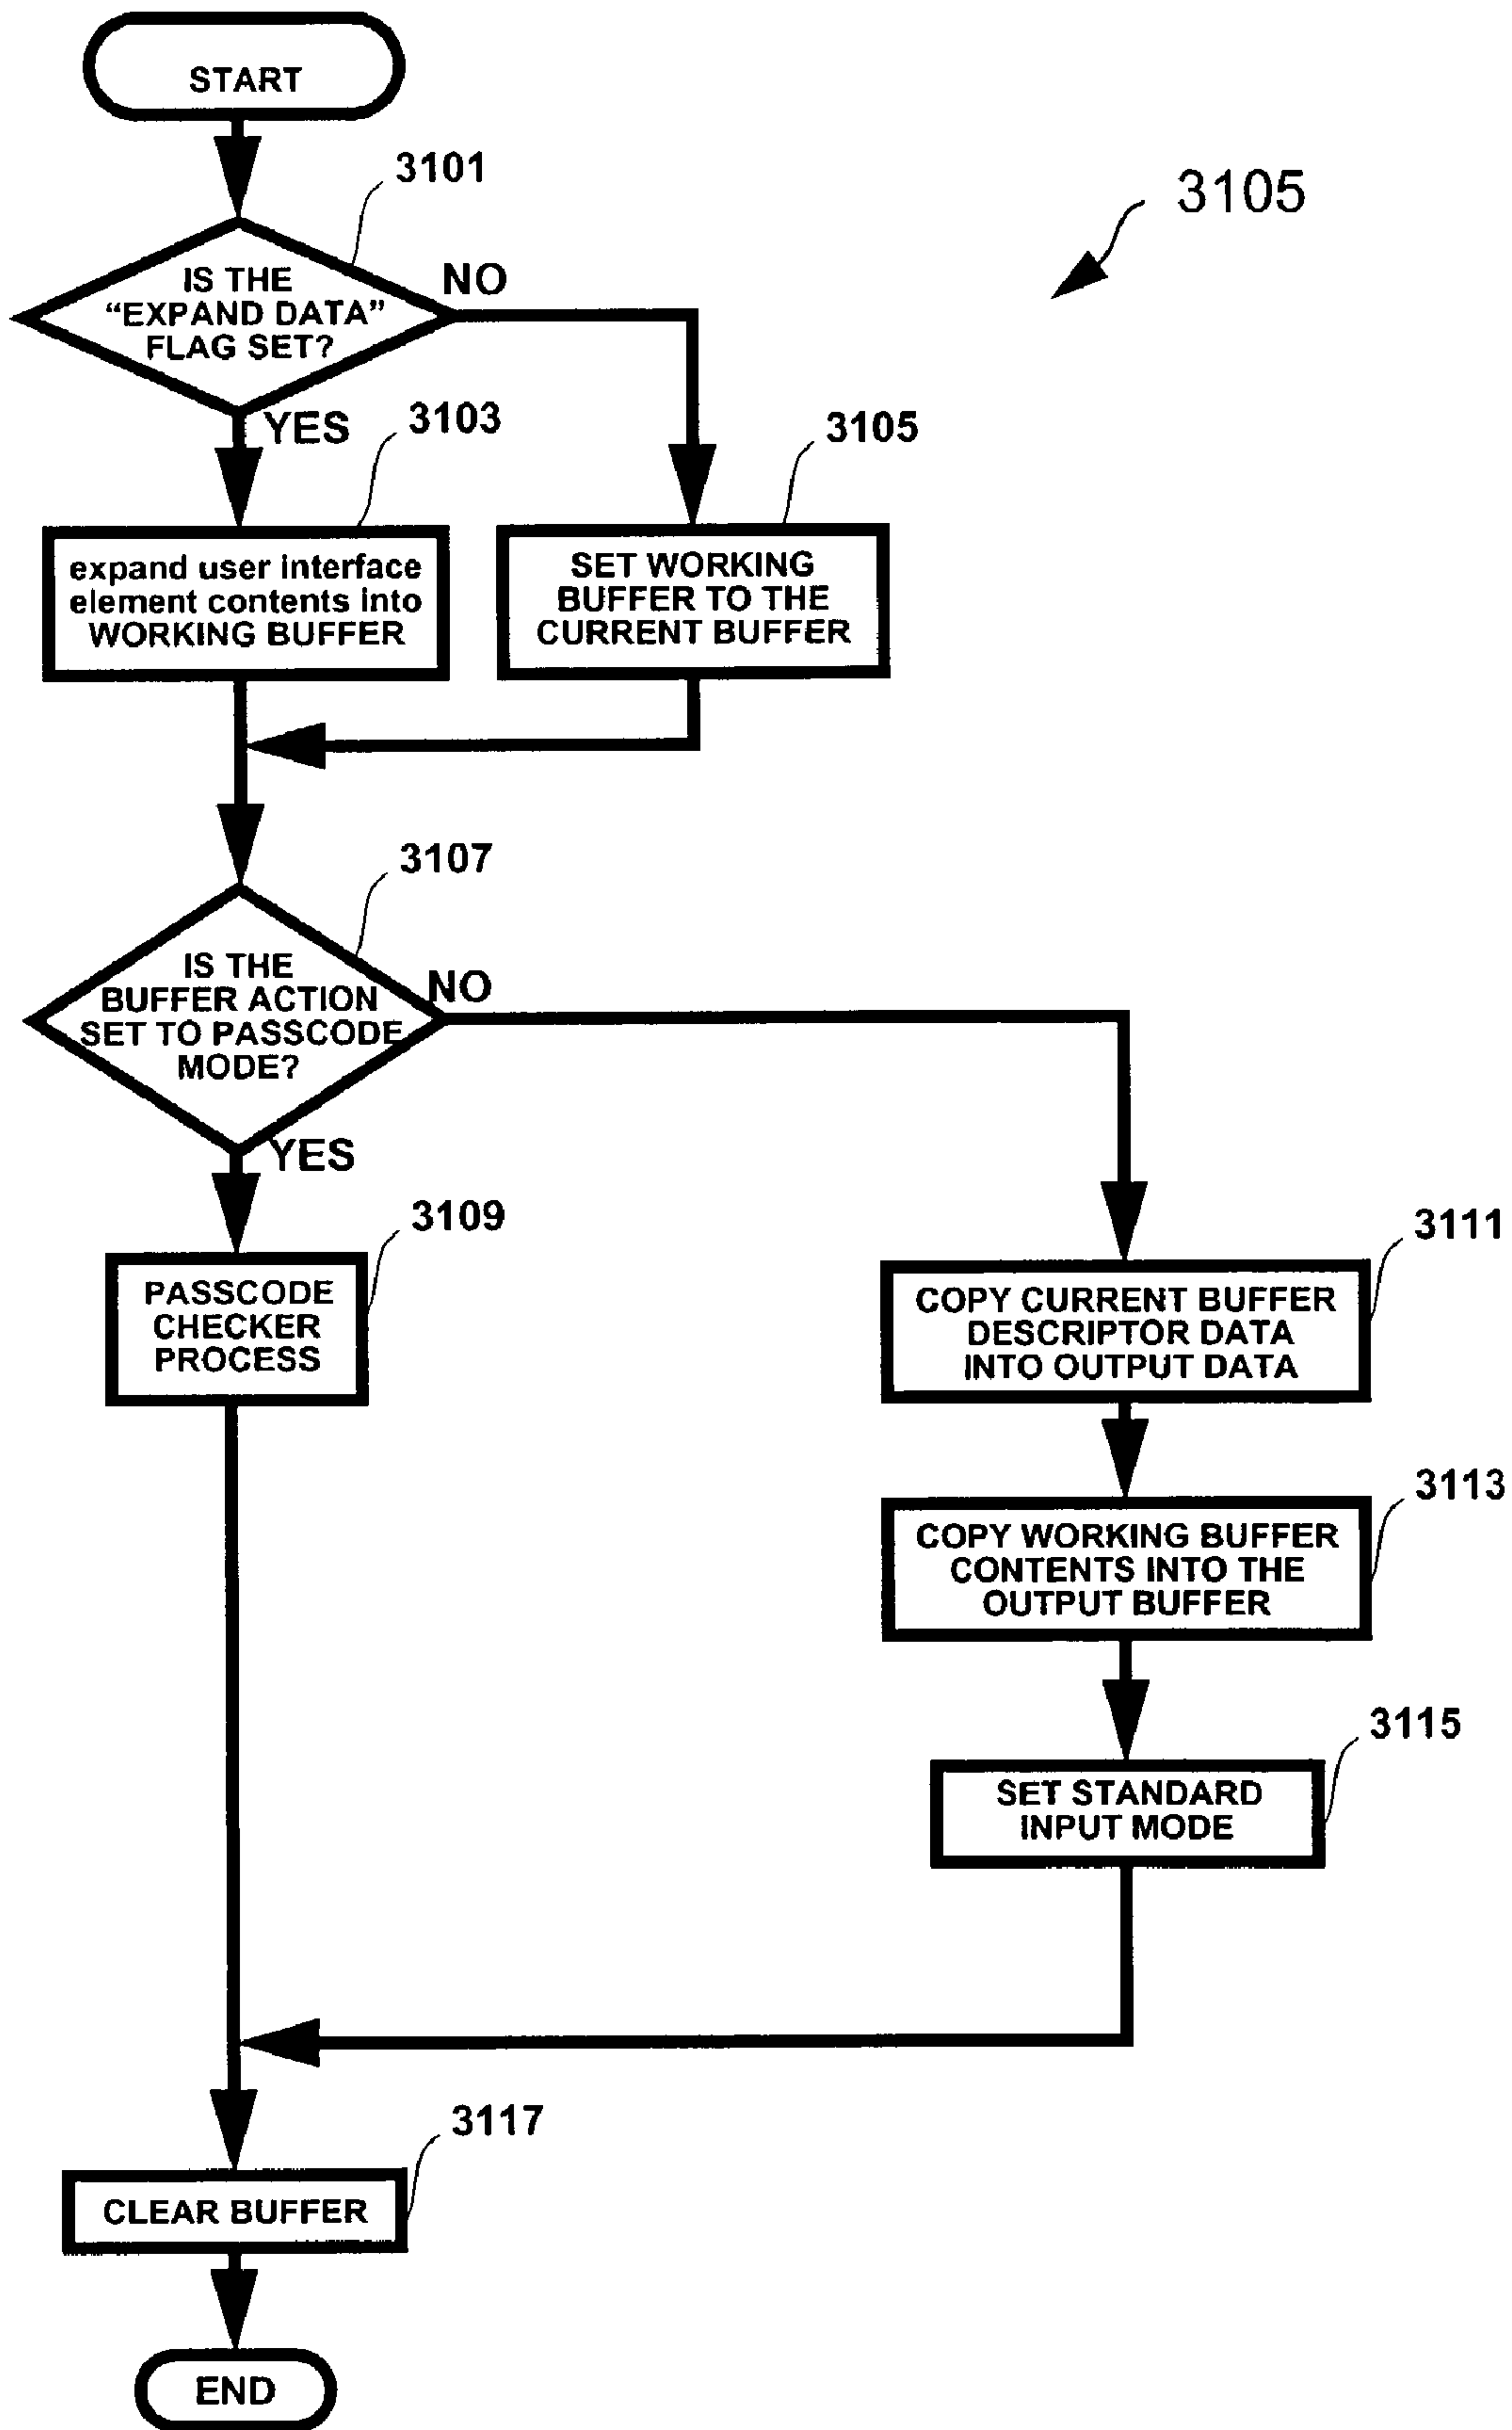 START
3101
3105
IS THE
“EXPAND DATA”
FLAG SET?
NO
YES
3103
3105
expand user interface
element contents into
WORKING BUFFER
SET WORKING
BUFFER TO THE
CURRENT BUFFER
3107
IS THE
BUFFER ACTION
SET TO PASSCODE
MODE?
NO
YES
3109
PASSCODE
CHECKER
PROCESS
3111
COPY CURRENT BUFFER
DESCRIPTOR DATA
INTO OUTPUT DATA
3113
COPY WORKING BUFFER
CONTENTS INTO THE
OUTPUT BUFFER
3115
SET STANDARD
INPUT MODE
3117
CLEAR BUFFER
END